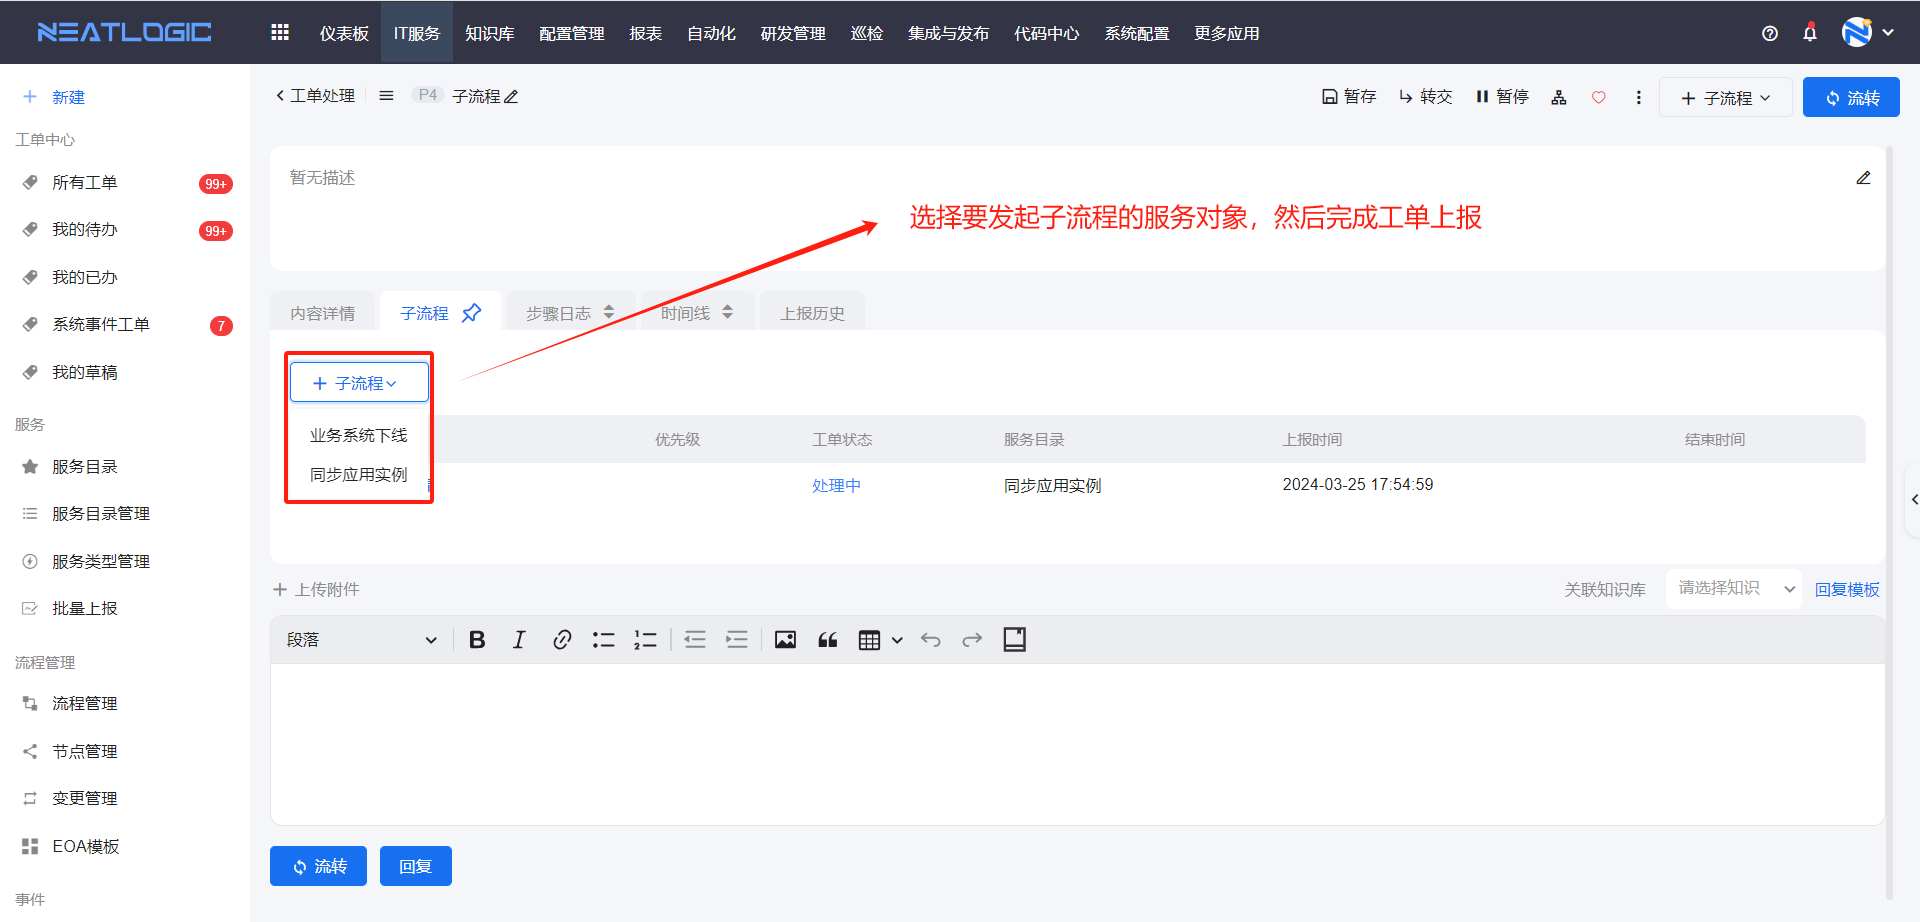 NEATLOGIC
仪表板 IT服务 知识库 配置管理 报表 自动化 研发管理 巡检 集成与发布 代码中心 系统配置 更多应用
新建
工单中心
所有工单 99+
我的待办 99+
我的已办
系统事件工单 7
我的草稿
服务
服务目录
服务目录管理
服务类型管理
批量上报
流程管理
流程管理
节点管理
变更管理
EOA模板
事件
工单处理 P4 子流程
暂存 转交 暂停 子流程 流转
暂无描述
选择要发起子流程的服务对象，然后完成工单上报
内容详情 子流程 步骤日志 时间线 上报历史
子流程
业务系统下线
同步应用实例
优先级 工单状态 服务目录 上报时间 结束时间
处理中 同步应用实例 2024-03-25 17:54:59
上传附件 关联知识库 请选择知识 回复模板
段落
流转 回复